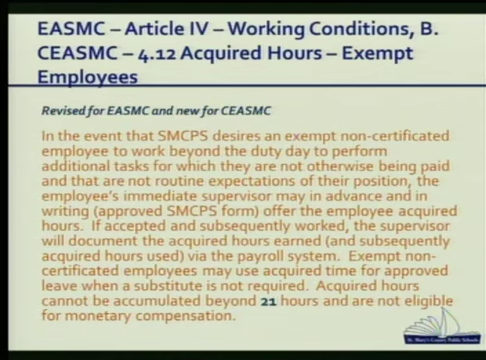 EASMC – Article IV – Working Conditions, B.
CEASMC – 4.12 Acquired Hours – Exempt
Employees
Revised for EASMC and new for CEASMC
In the event that SMCPS desires an exempt non-certificated
employee to work beyond the duty day to perform
additional tasks for which they are not otherwise being paid
and that are not routine expectations of their position, the
employee's immediate supervisor may in advance and in
writing (approved SMCPS form) offer the employee acquired
hours. If accepted and subsequently worked, the supervisor
will document the acquired hours earned (and subsequently
acquired hours used) via the payroll system. Exempt non-
certificated employees may use acquired time for approved
leave when a substitute is not required. Acquired hours
cannot be accumulated beyond 21 hours and are not eligible
for monetary compensation.
St. Mary's County Public Schools